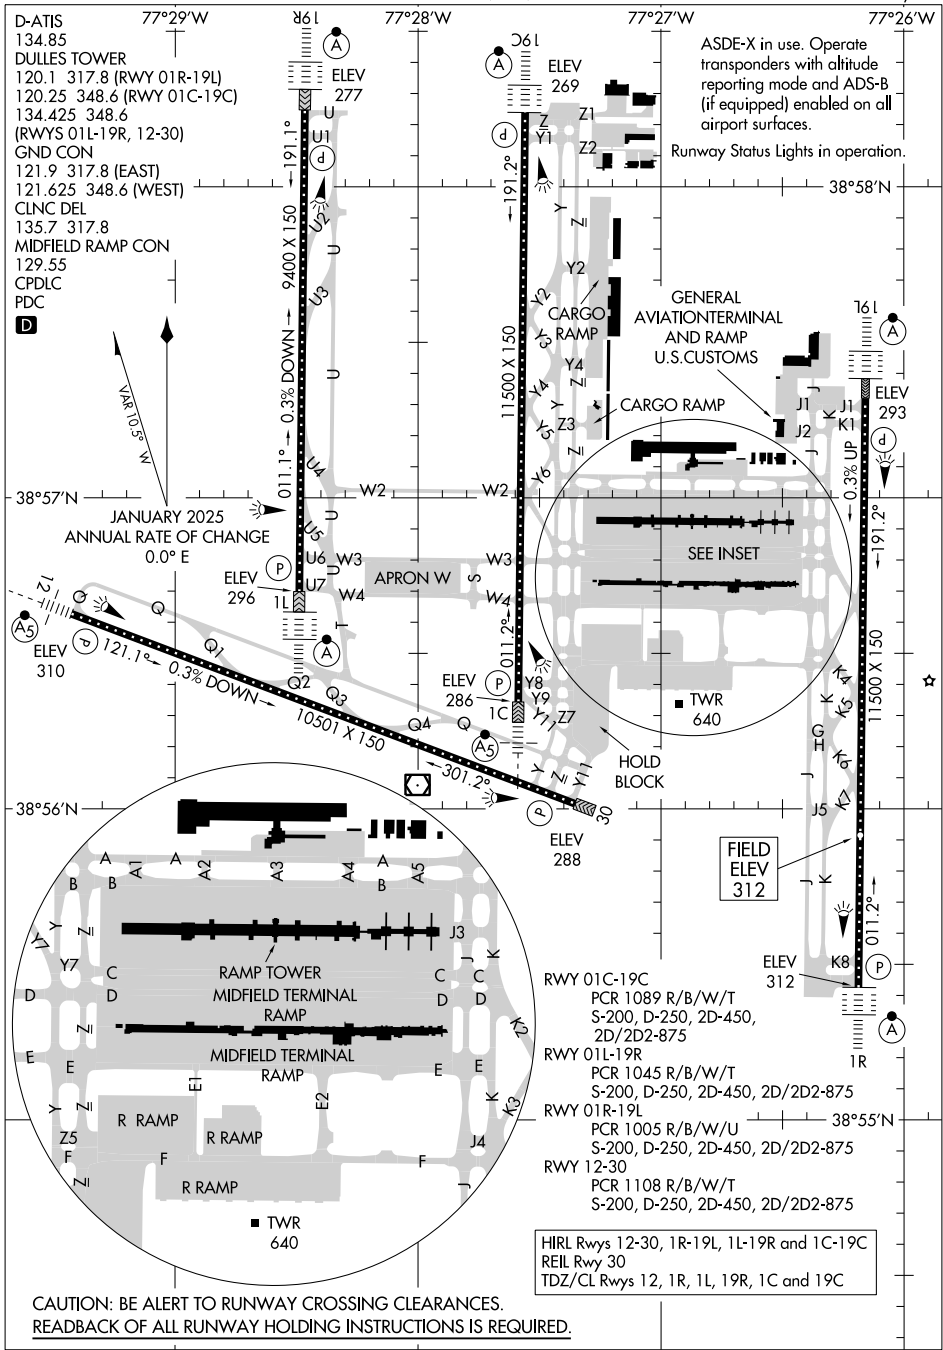 77°29'W
77°28'W
77°27'W
77°26'W
D-ATIS
134.85
DULLES TOWER
120.1 317.8 (RWY 01R-19L)
120.25 348.6 (RWY 01C-19C)
134.425 348.6
(RWYS 01L-19R, 12-30)
GND CON
121.9 317.8 (EAST)
121.625 348.6 (WEST)
CLNC DEL
135.7 317.8
MIDFIELD RAMP CON
129.55
CPDLC
PDC
D
VAR 10.5° W
JANUARY 2025
ANNUAL RATE OF CHANGE
0.0° E
19R
A
ELEV
277
U
U1
P
191.1°
U2
U
9400 X 150
U3
0.3% DOWN
U
011.1°
U4
U
U5
U6
U
U7
P
ELEV
296
1L
A
T
W2
W2
W3
W3
W4
W4
APRON W
S
19C
A
ELEV
269
P
Z
Y1
Z1
Z2
191.2°
Y
Z
Y2
Y2
CARGO
RAMP
Y3
11500 X 150
Y4
Z
Y4
Y
Y5
Z3
CARGO RAMP
Z
Y6
011.2°
ELEV
286
P
1C
Y8
Y9
Y11
Z7
A5
Y
Z
Y11
HOLD
BLOCK
ASDE-X in use. Operate
transponders with altitude
reporting mode and ADS-B
(if equipped) enabled on all
airport surfaces.
Runway Status Lights in operation.
38°58'N
GENERAL
AVIATIONTERMINAL
AND RAMP
U.S.CUSTOMS
19L
A
ELEV
293
J
J1
K
J1
K1
J2
J
P
0.3% UP
191.2°
SEE INSET
TWR
640
11500 X 150
K4
K
K5
G
H
K6
J
K7
J5
FIELD
ELEV
312
J
K
011.2°
K8
P
ELEV
312
A
1R
38°57'N
12
A5
ELEV
310
P
Q
Q
121.1°
Q1
0.3% DOWN
Q2
Q3
10501 X 150
Q4
Q
301.2°
P
30
ELEV
288
38°56'N
A
A1
A
A2
A3
A4
A
A5
B
B
B
Y
Z
Y7
Y7
J3
RAMP TOWER
MIDFIELD TERMINAL
RAMP
C
C
C
D
D
D
D
J
K
K2
Z
MIDFIELD TERMINAL
RAMP
E
E
E
E
E1
E2
Y
Z
K
K3
R RAMP
R RAMP
R RAMP
Z5
F
F
F
J4
Z
J
TWR
640
RWY 01C-19C
PCR 1089 R/B/W/T
S-200, D-250, 2D-450,
2D/2D2-875
RWY 01L-19R
PCR 1045 R/B/W/T
S-200, D-250, 2D-450, 2D/2D2-875
RWY 01R-19L
PCR 1005 R/B/W/U
S-200, D-250, 2D-450, 2D/2D2-875
RWY 12-30
PCR 1108 R/B/W/T
S-200, D-250, 2D-450, 2D/2D2-875
38°55'N
HIRL Rwys 12-30, 1R-19L, 1L-19R and 1C-19C
REIL Rwy 30
TDZ/CL Rwys 12, 1R, 1L, 19R, 1C and 19C
CAUTION: BE ALERT TO RUNWAY CROSSING CLEARANCES.
READBACK OF ALL RUNWAY HOLDING INSTRUCTIONS IS REQUIRED.